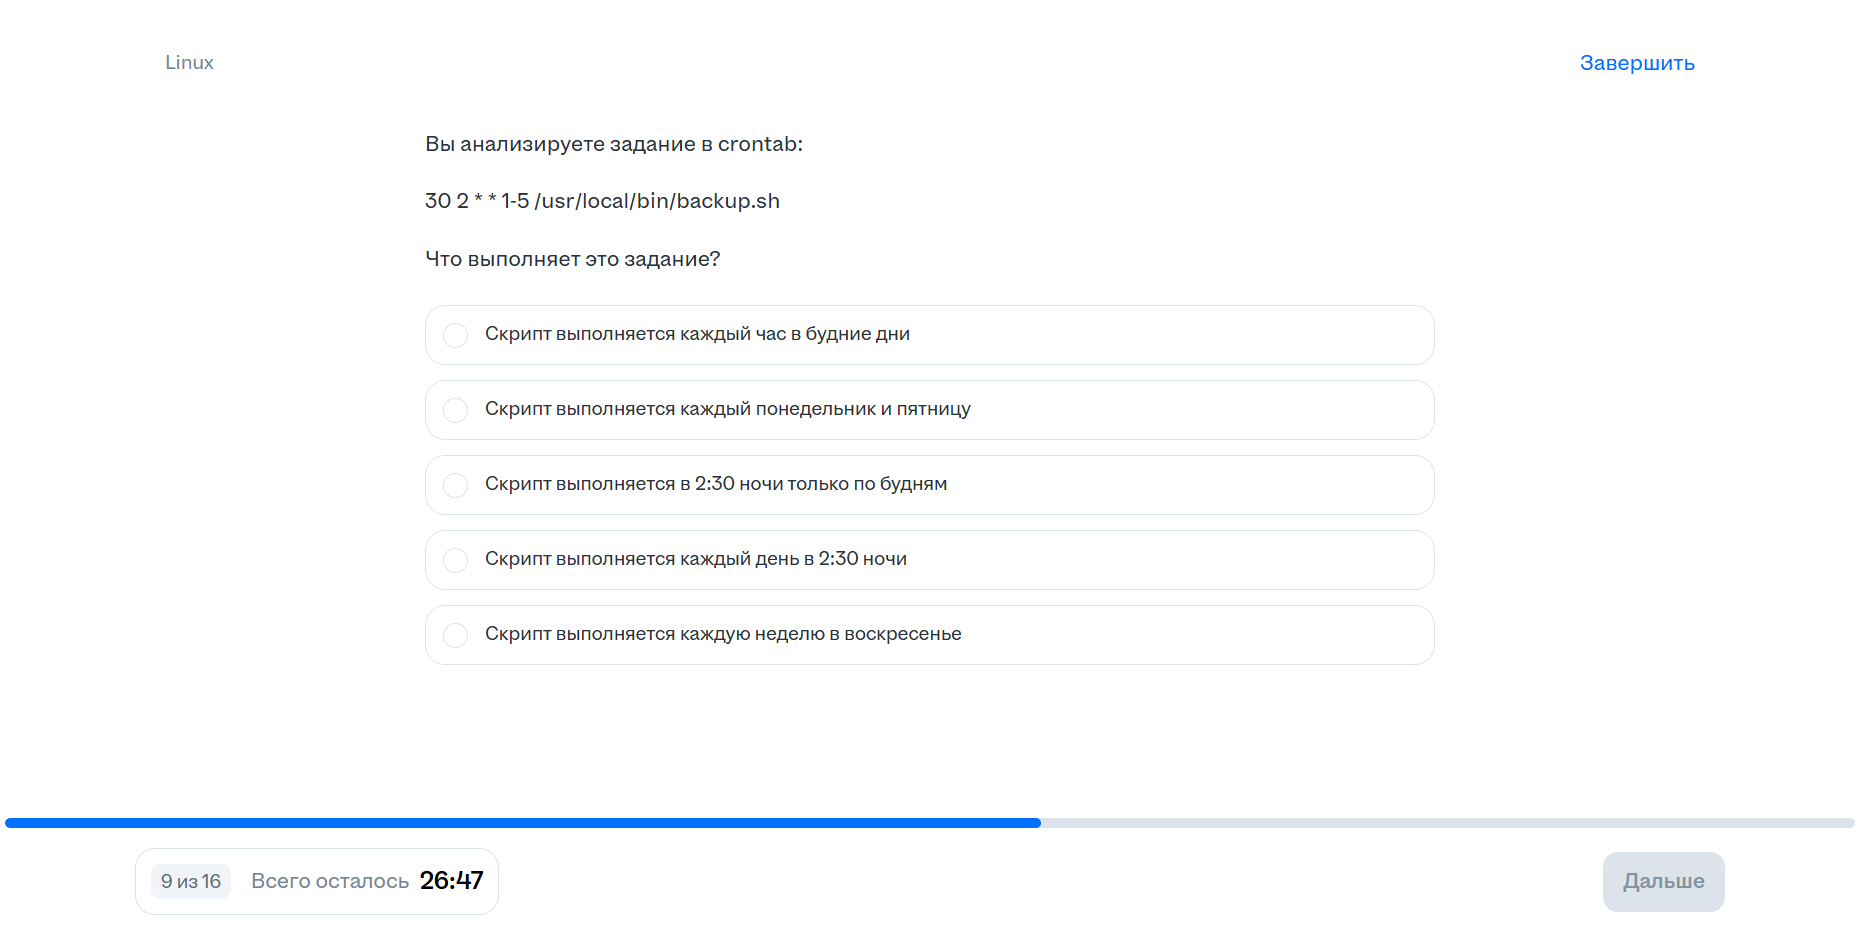 Linux
Завершить
Вы анализируете задание в crontab:
30 2 * * 1-5 /usr/local/bin/backup.sh
Что выполняет это задание?
Скрипт выполняется каждый час в будние дни
Скрипт выполняется каждый понедельник и пятницу
Скрипт выполняется в 2:30 ночи только по будням
Скрипт выполняется каждый день в 2:30 ночи
Скрипт выполняется каждую неделю в воскресенье
9 из 16 Всего осталось 26:47
Дальше